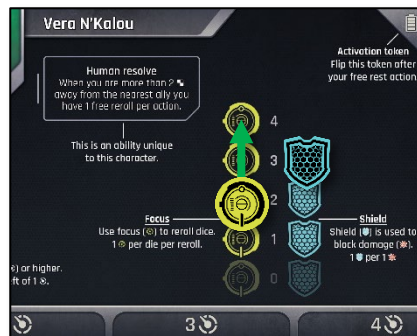 Vera N'Kalou
Activation token
Flip this token after
your free rest action.
Human resolve
When you are more than 2
away from the nearest ally you
have 1 free reroll per action.
This is an ability unique
to this character.
4
3
2
Focus
Use focus ( ) to reroll dice.
1 per die per reroll.
1
Shield
Shield ( ) is used to
block damage ( ).
1 per 1
) or higher.
ft of 1 .
0
3
4